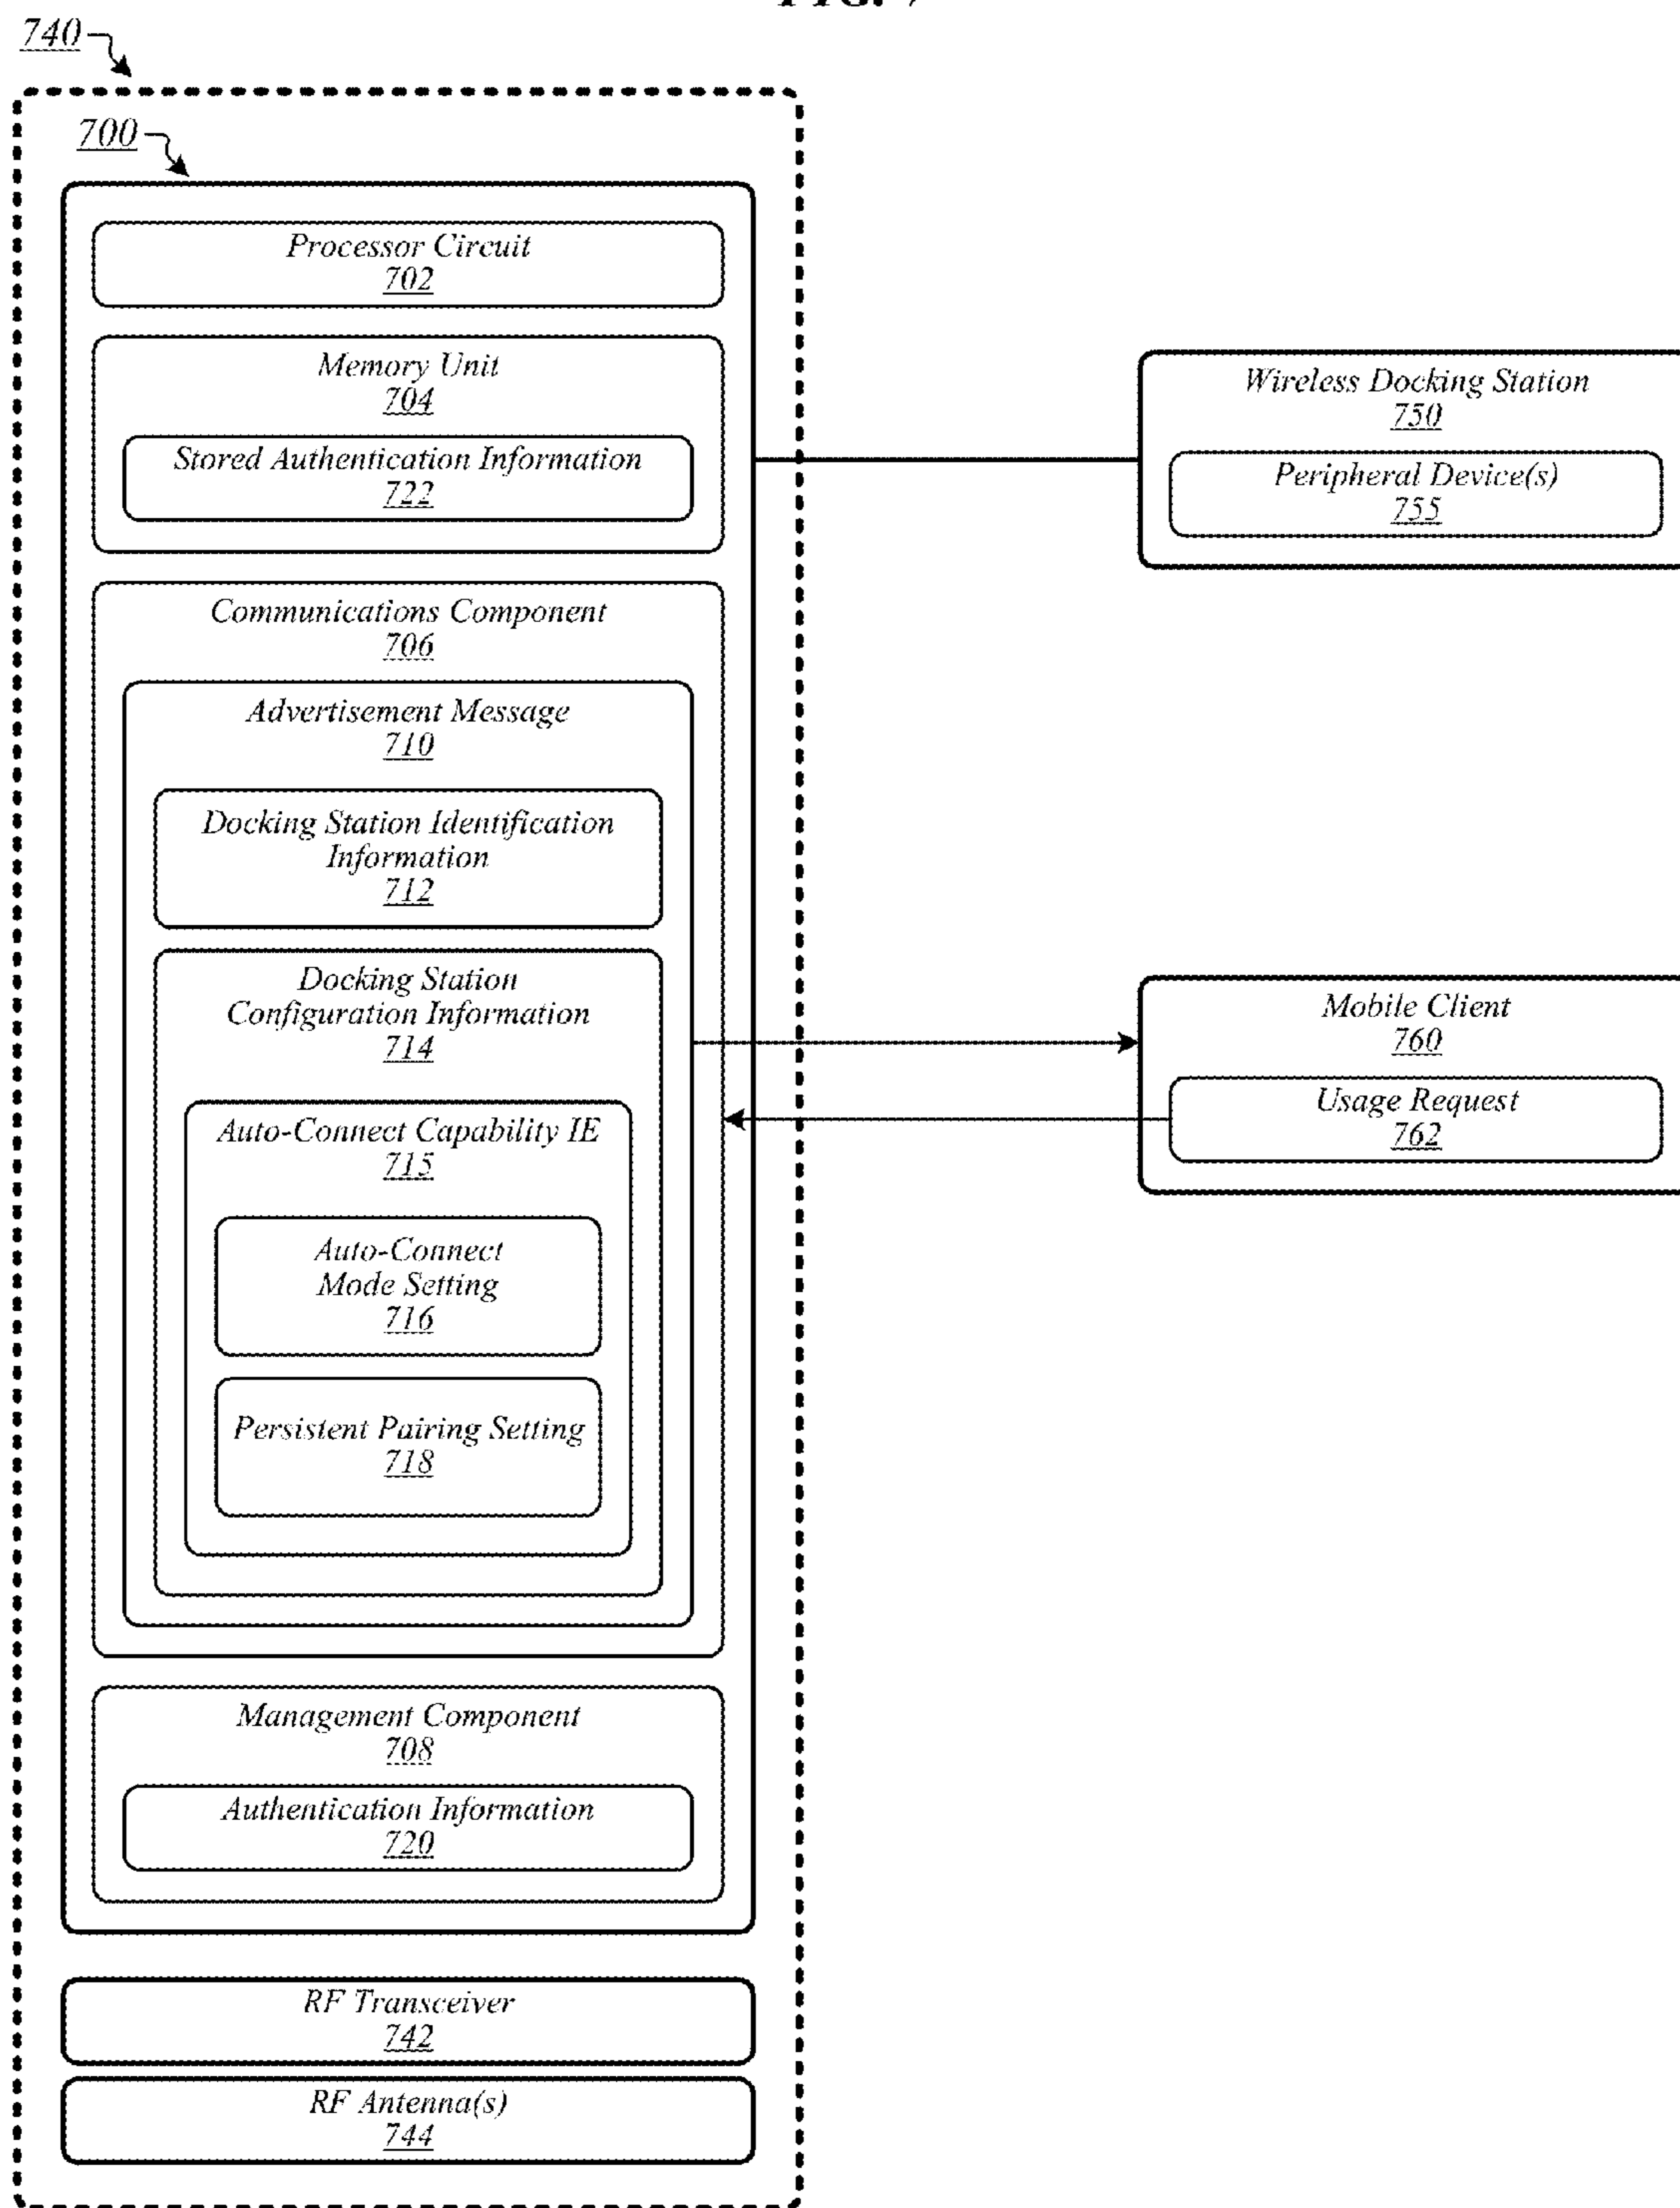 740
700
Processor Circuit
702
Memory Unit
704
Stored Authentication Information
722
Communications Component
706
Advertisement Message
710
Docking Station Identification
Information
712
Docking Station
Configuration Information
714
Auto-Connect Capability IE
715
Auto-Connect
Mode Setting
716
Persistent Pairing Setting
718
Management Component
708
Authentication Information
720
RF Transceiver
742
RF Antenna(s)
744
Wireless Docking Station
750
Peripheral Device(s)
755
Mobile Client
760
Usage Request
762